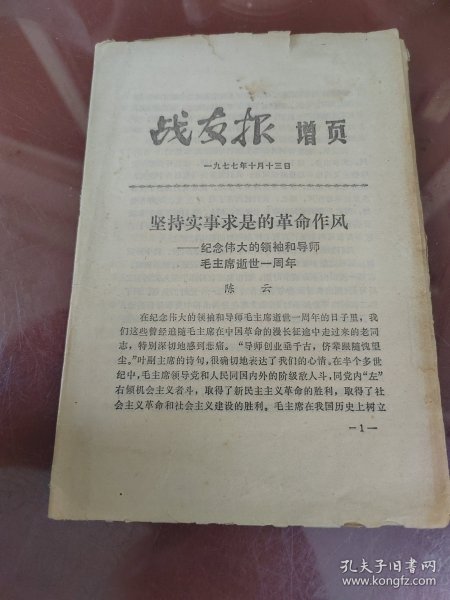 战友报 增页
一九七七年十月十三日
坚持实事求是的革命作风
——纪念伟大的领袖和导师
毛主席逝世一周年
陈云
在纪念伟大的领袖和导师毛主席逝世一周年的日子里，我
们这些曾经追随毛主席在中国革命的漫长征途中走过来的老同
志，特别深切地感到悲痛。“导师创业垂千古，侪辈跟随愧望
尘。”叶副主席的诗句，很确切地表达了我们的心情。在半个多世
纪中，毛主席领导党和人民同国内外的阶级敌人斗，同党内“左”
右倾机会主义者斗，取得了新民主主义革命的胜利，取得了社
会主义革命和社会主义建设的胜利。毛主席在我国历史上树立
—1—
孔夫子旧书网
www.kongfz.com